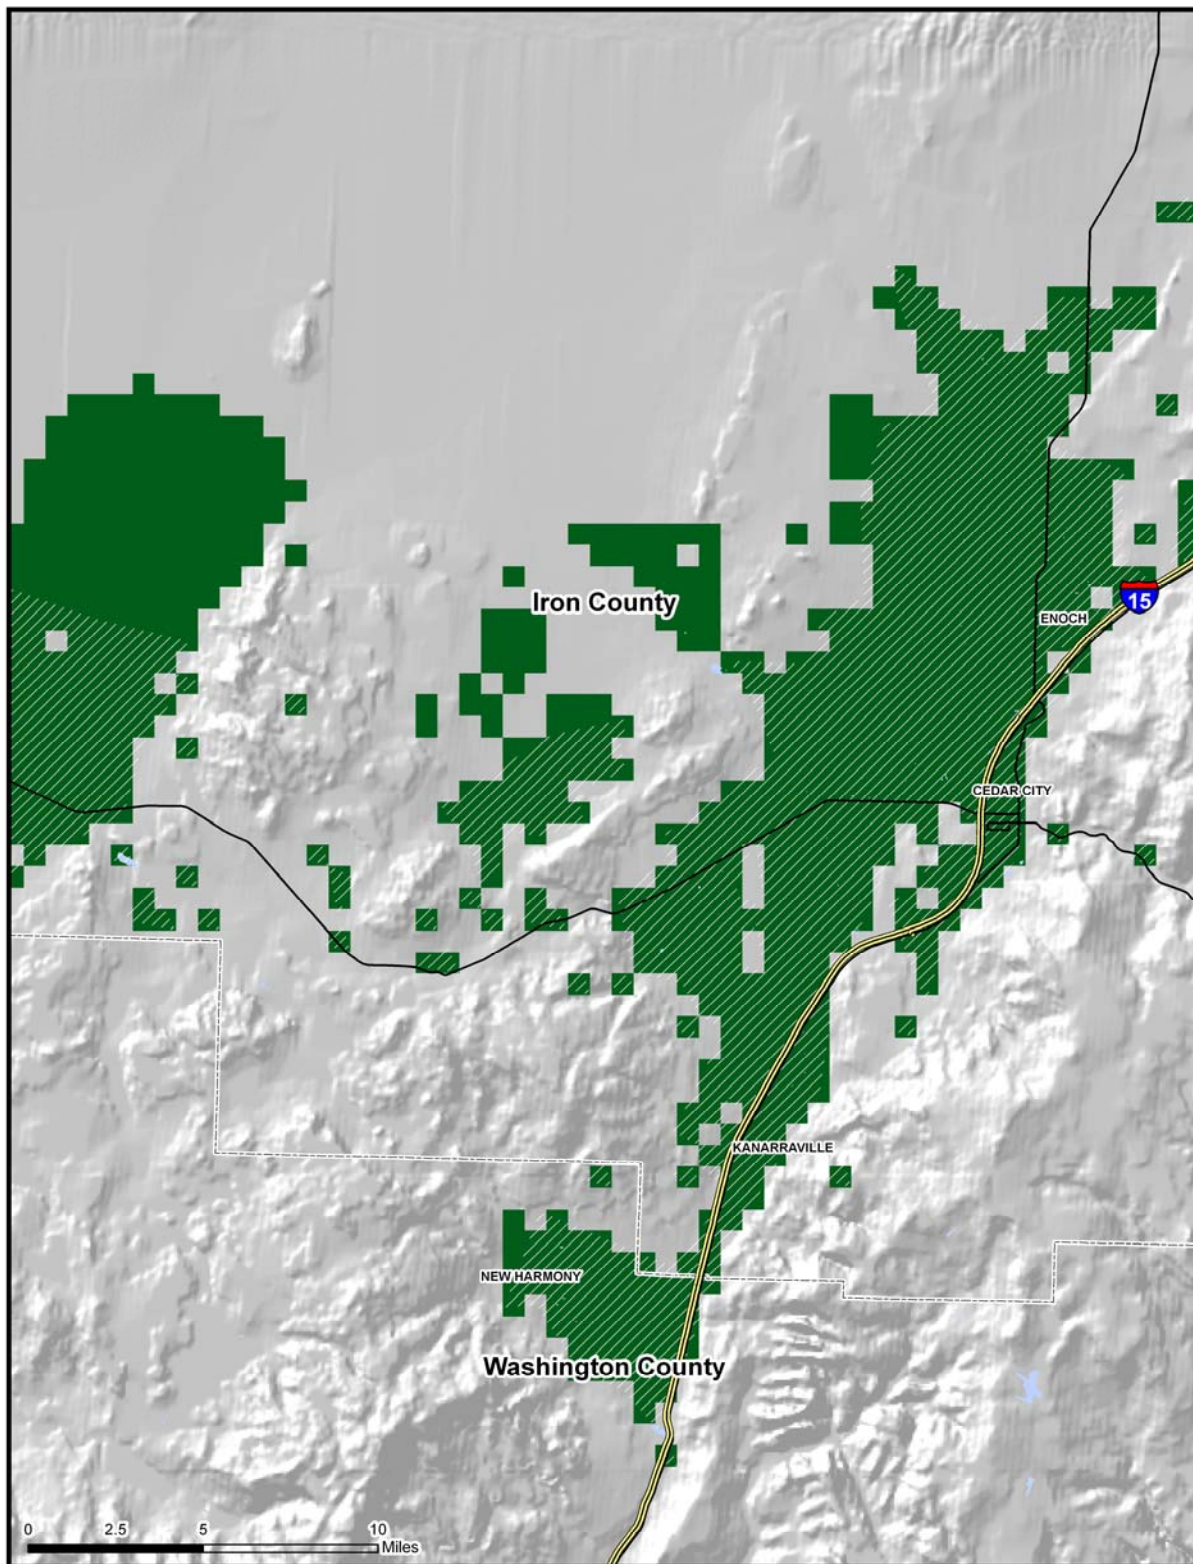 Iron County
15
ENOCH
CEDAR CITY
KANARRAVILLE
NEW HARMONY
Washington County
0 2.5 5 10
Miles